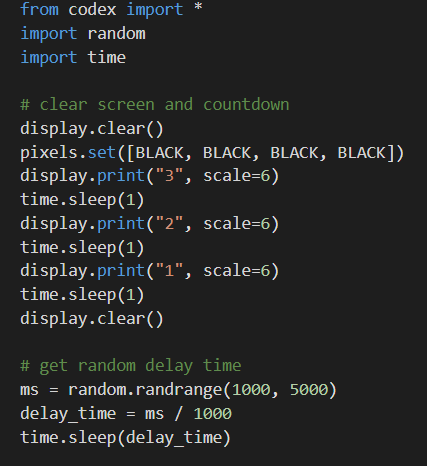 from codex import *
import random
import time
# clear screen and countdown
display.clear()
pixels.set([BLACK, BLACK, BLACK, BLACK])
display.print("3", scale=6)
time.sleep(1)
display.print("2", scale=6)
time.sleep(1)
display.print("1", scale=6)
time.sleep(1)
display.clear()
# get random delay time
ms = random.randrange(1000, 5000)
delay_time = ms / 1000
time.sleep(delay_time)